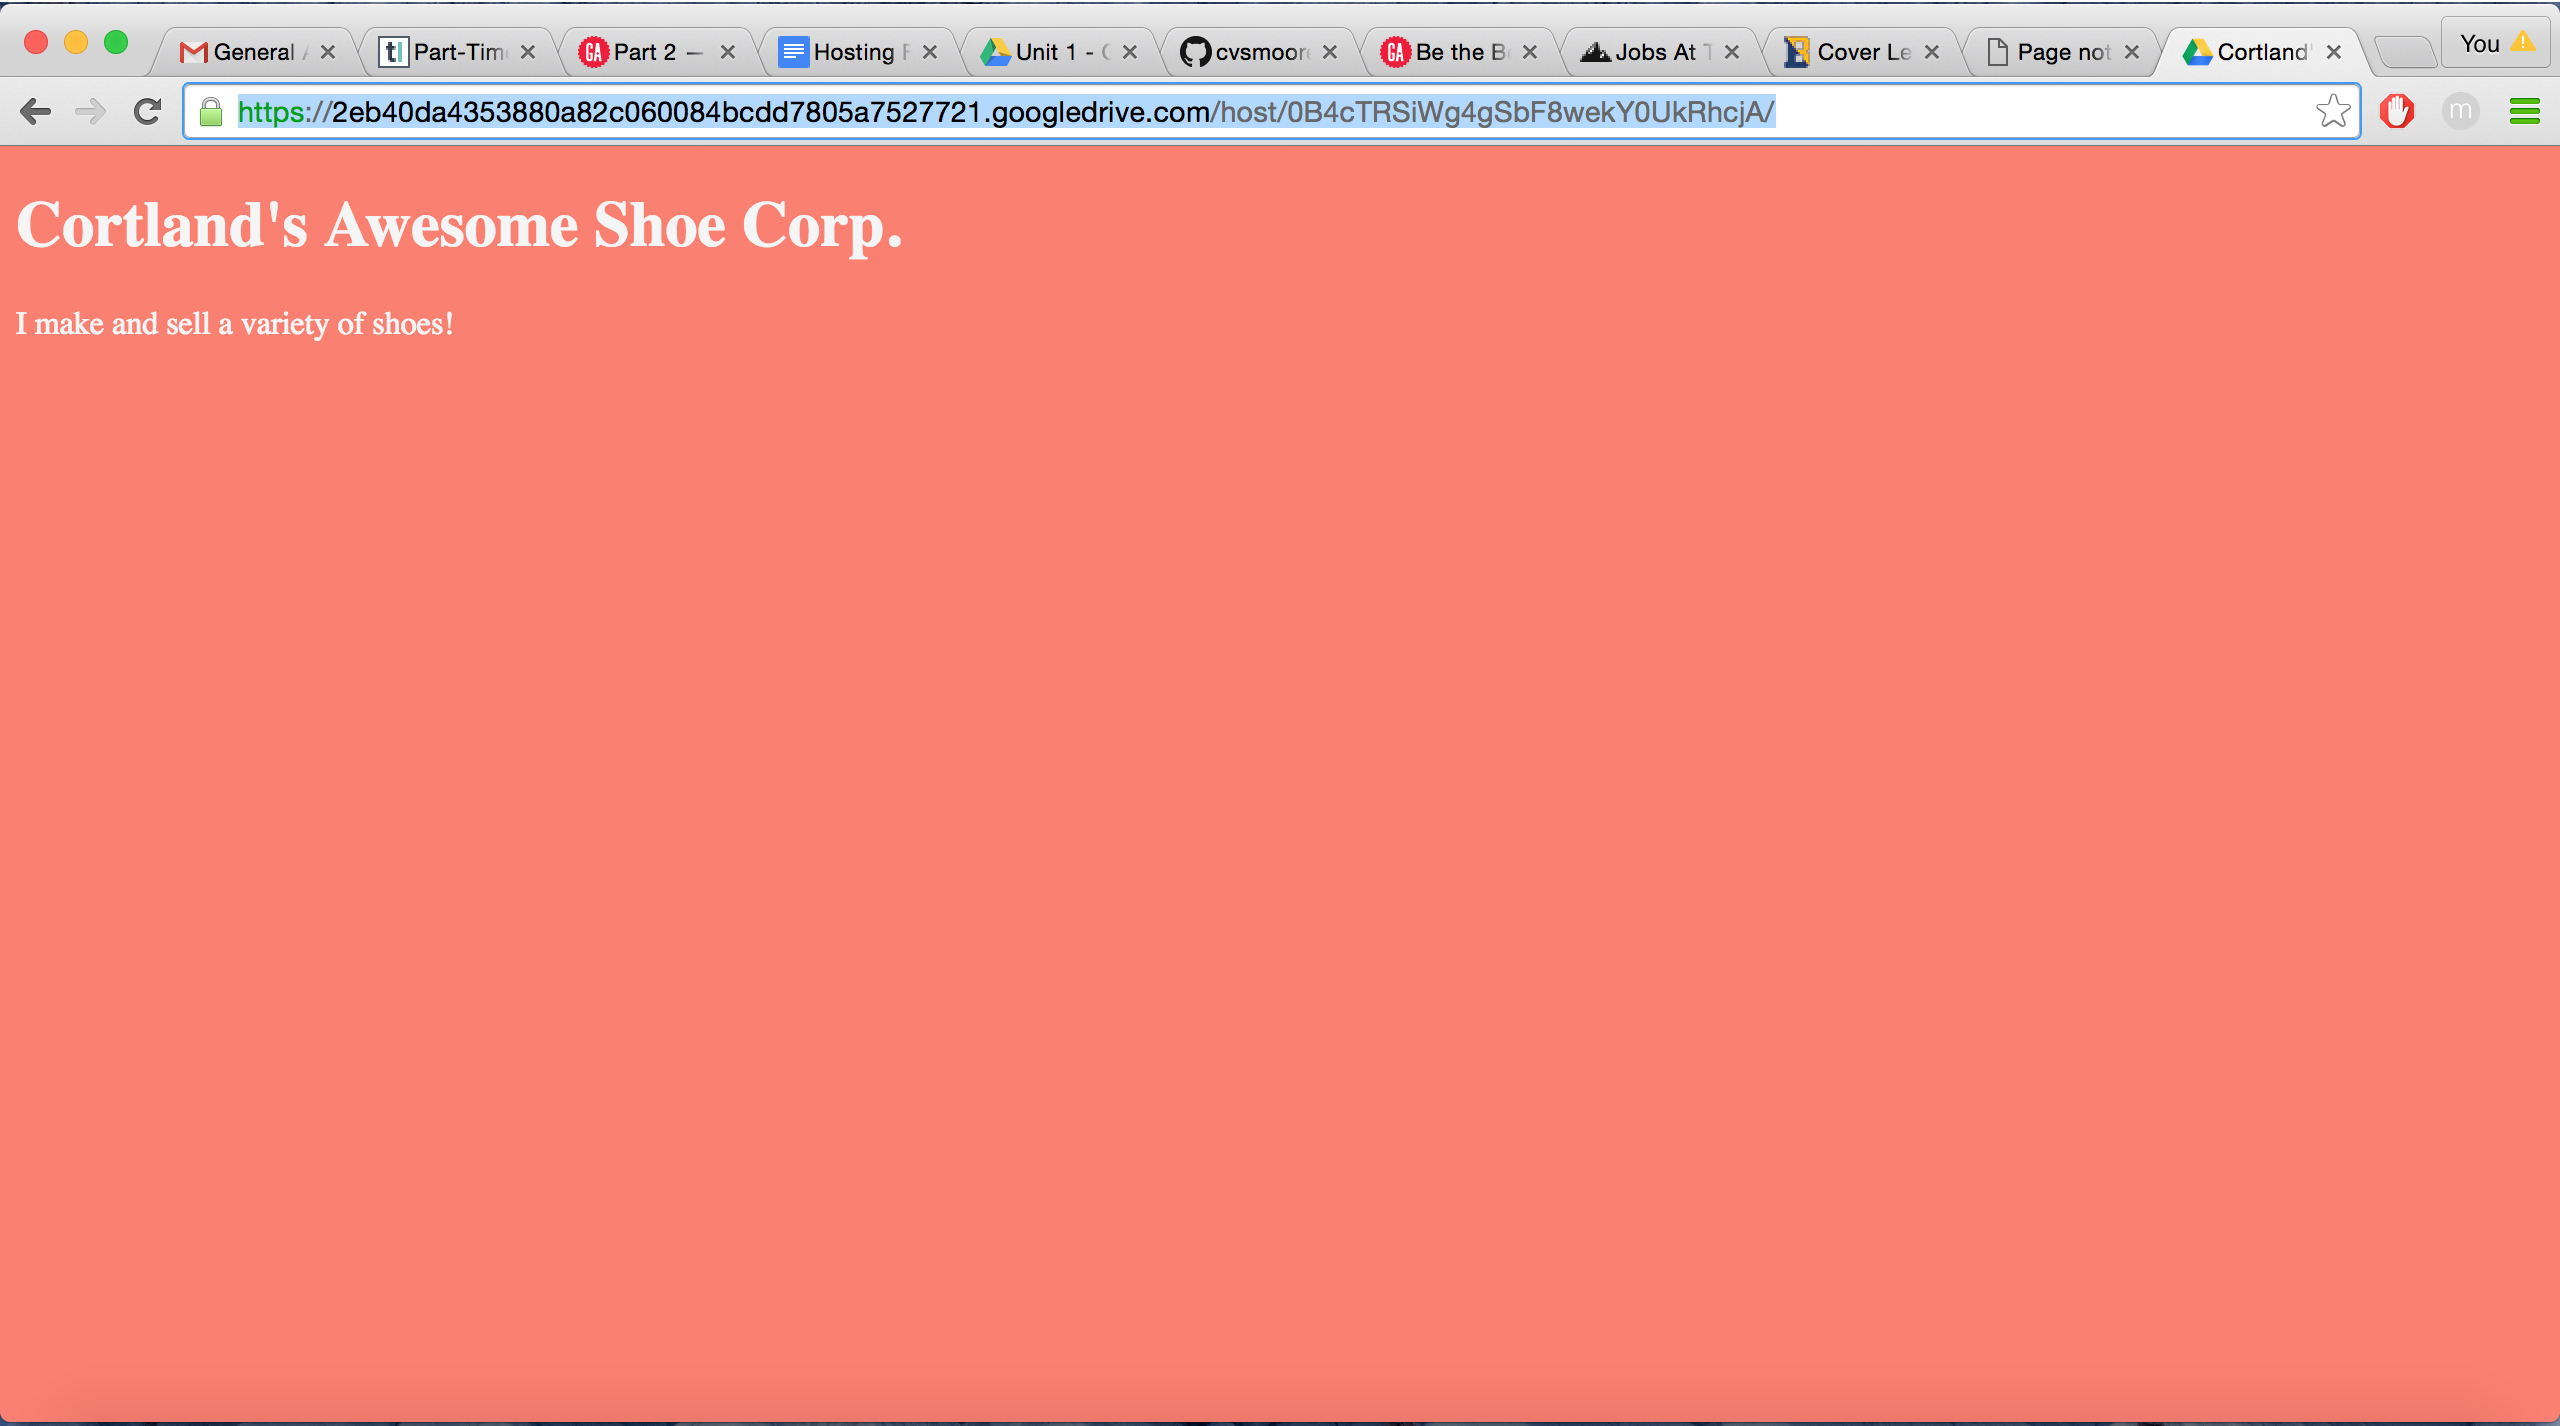 General A
tl Part-Tim
GA Part 2 —
Hosting F
Unit 1 - C
cvsmoor
GA Be the B
Jobs At T
Cover Le
Page not
Cortland'
You
https://2eb40da4353880a82c060084bcdd7805a7527721.googledrive.com/host/0B4cTRSiWg4gSbF8wekY0UkRhcjA/
m
Cortland's Awesome Shoe Corp.
I make and sell a variety of shoes!